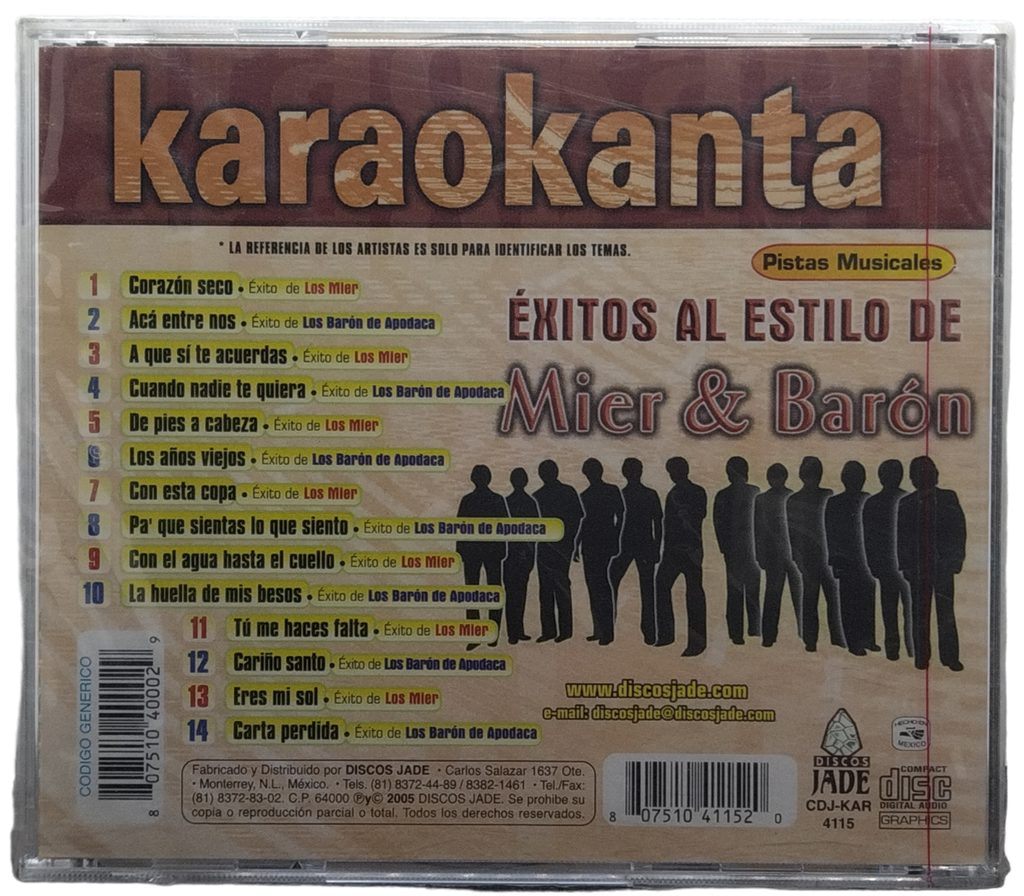 karaokanta
* LA REFERENCIA DE LOS ARTISTAS ES SOLO PARA IDENTIFICAR LOS TEMAS.
Pistas Musicales
ÉXITOS AL ESTILO DE
Mier & Barón
1 Corazón seco • Éxito de Los Mier
2 Acá entre nos • Éxito de Los Barón de Apodaca
3 A que sí te acuerdas • Éxito de Los Mier
4 Cuando nadie te quiera • Éxito de Los Barón de Apodaca
5 De pies a cabeza • Éxito de Los Mier
6 Los años viejos • Éxito de Los Barón de Apodaca
7 Con esta copa • Éxito de Los Mier
8 Pa' que sientas lo que siento • Éxito de Los Barón de Apodaca
9 Con el agua hasta el cuello • Éxito de Los Mier
10 La huella de mis besos • Éxito de Los Barón de Apodaca
11 Tú me haces falta • Éxito de Los Mier
12 Cariño santo • Éxito de Los Barón de Apodaca
13 Eres mi sol • Éxito de Los Mier
14 Carta perdida • Éxito de Los Barón de Apodaca
www.discosjade.com
e-mail: discosjade@discosjade.com
CODIGO GENERICO
8 07510 40002 9
Fabricado y Distribuido por DISCOS JADE • Carlos Salazar 1637 Ote.
• Monterrey, N.L., México. • Tels. (81) 8372-44-89 / 8382-1461 • Tel./Fax:
(81) 8372-83-02. C.P. 64000 ℗y© 2005 DISCOS JADE. Se prohibe su
copia o reproducción parcial o total. Todos los derechos reservados.
8 07510 41152 0
DISCOS
JADE
CDJ-KAR
4115
HECHO EN
MEXICO
COMPACT
disc
DIGITAL AUDIO
GRAPHICS